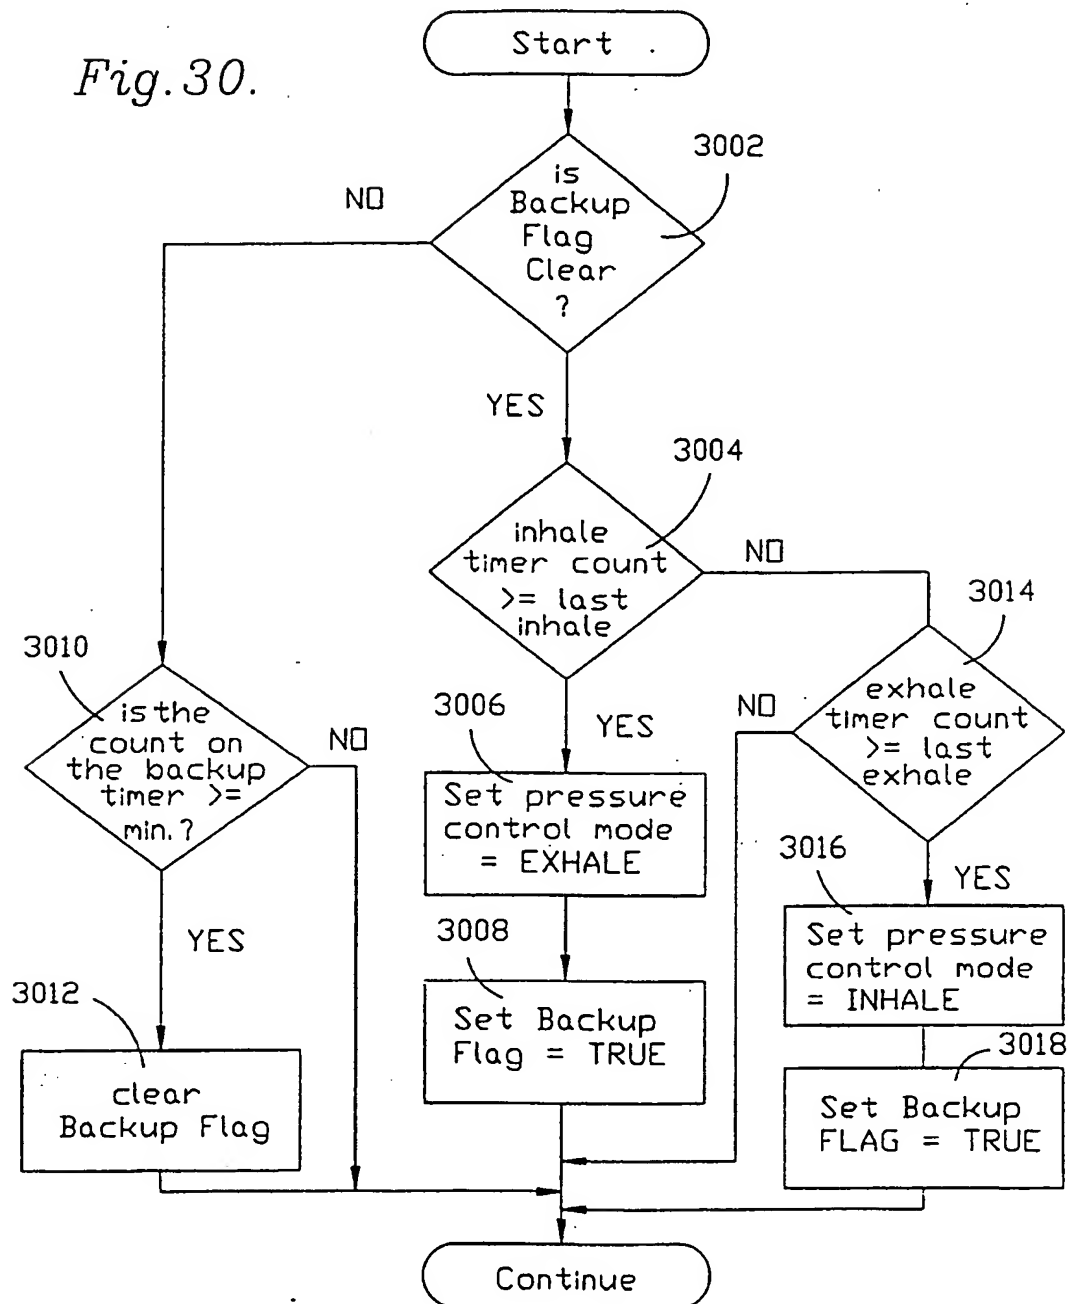 Fig.30.
Start
3002
is
Backup
Flag
Clear
?
NO
YES
3004
inhale
timer count
>= last
inhale
NO
3014
exhale
timer count
>= last
exhale
3010
is the
count on
the backup
timer >=
min.?
NO
3006
YES
NO
Set pressure
control mode
= EXHALE
3016
YES
Set pressure
control mode
= INHALE
YES
3008
Set Backup
Flag = TRUE
3012
clear
Backup Flag
3018
Set Backup
FLAG = TRUE
Continue